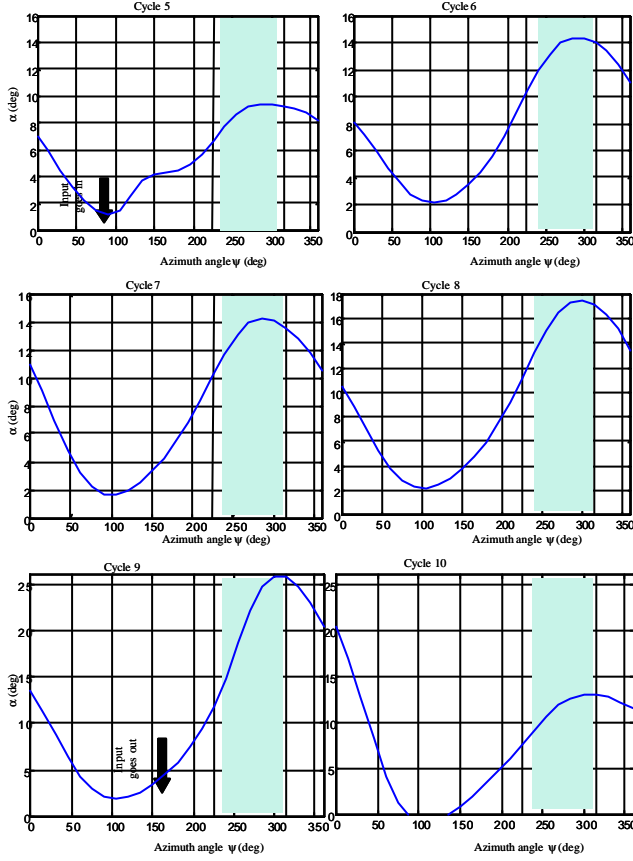 Cycle 5
16
14
12
10
8
6
4
2
0
α (deg)
Input
goes in
0 50 100 150 200 250 300 350
Azimuth angle ψ (deg)
Cycle 6
16
14
12
10
8
6
4
2
0
0 50 100 150 200 250 300 350
Azimuth angle ψ (deg)
Cycle 7
16
14
12
10
8
6
4
2
0
α (deg)
0 50 100 150 200 250 300 350
Azimuth angle ψ (deg)
Cycle 8
18
16
14
12
10
8
6
4
2
0
0 50 100 150 200 250 300 350
Azimuth angle ψ (deg)
Cycle 9
25
20
15
10
5
0
α (deg)
Input
goes out
0 50 100 150 200 250 300 350
Azimuth angle ψ (deg)
Cycle 10
25
20
15
10
5
0
0 50 100 150 200 250 300 350
Azimuth angle ψ (deg)